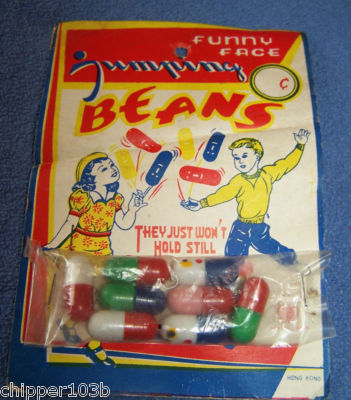 FUNNY
FACE
jumping
¢
BEANS
THEY JUST WON'T
HOLD STILL
HONG KONG
chipper103b